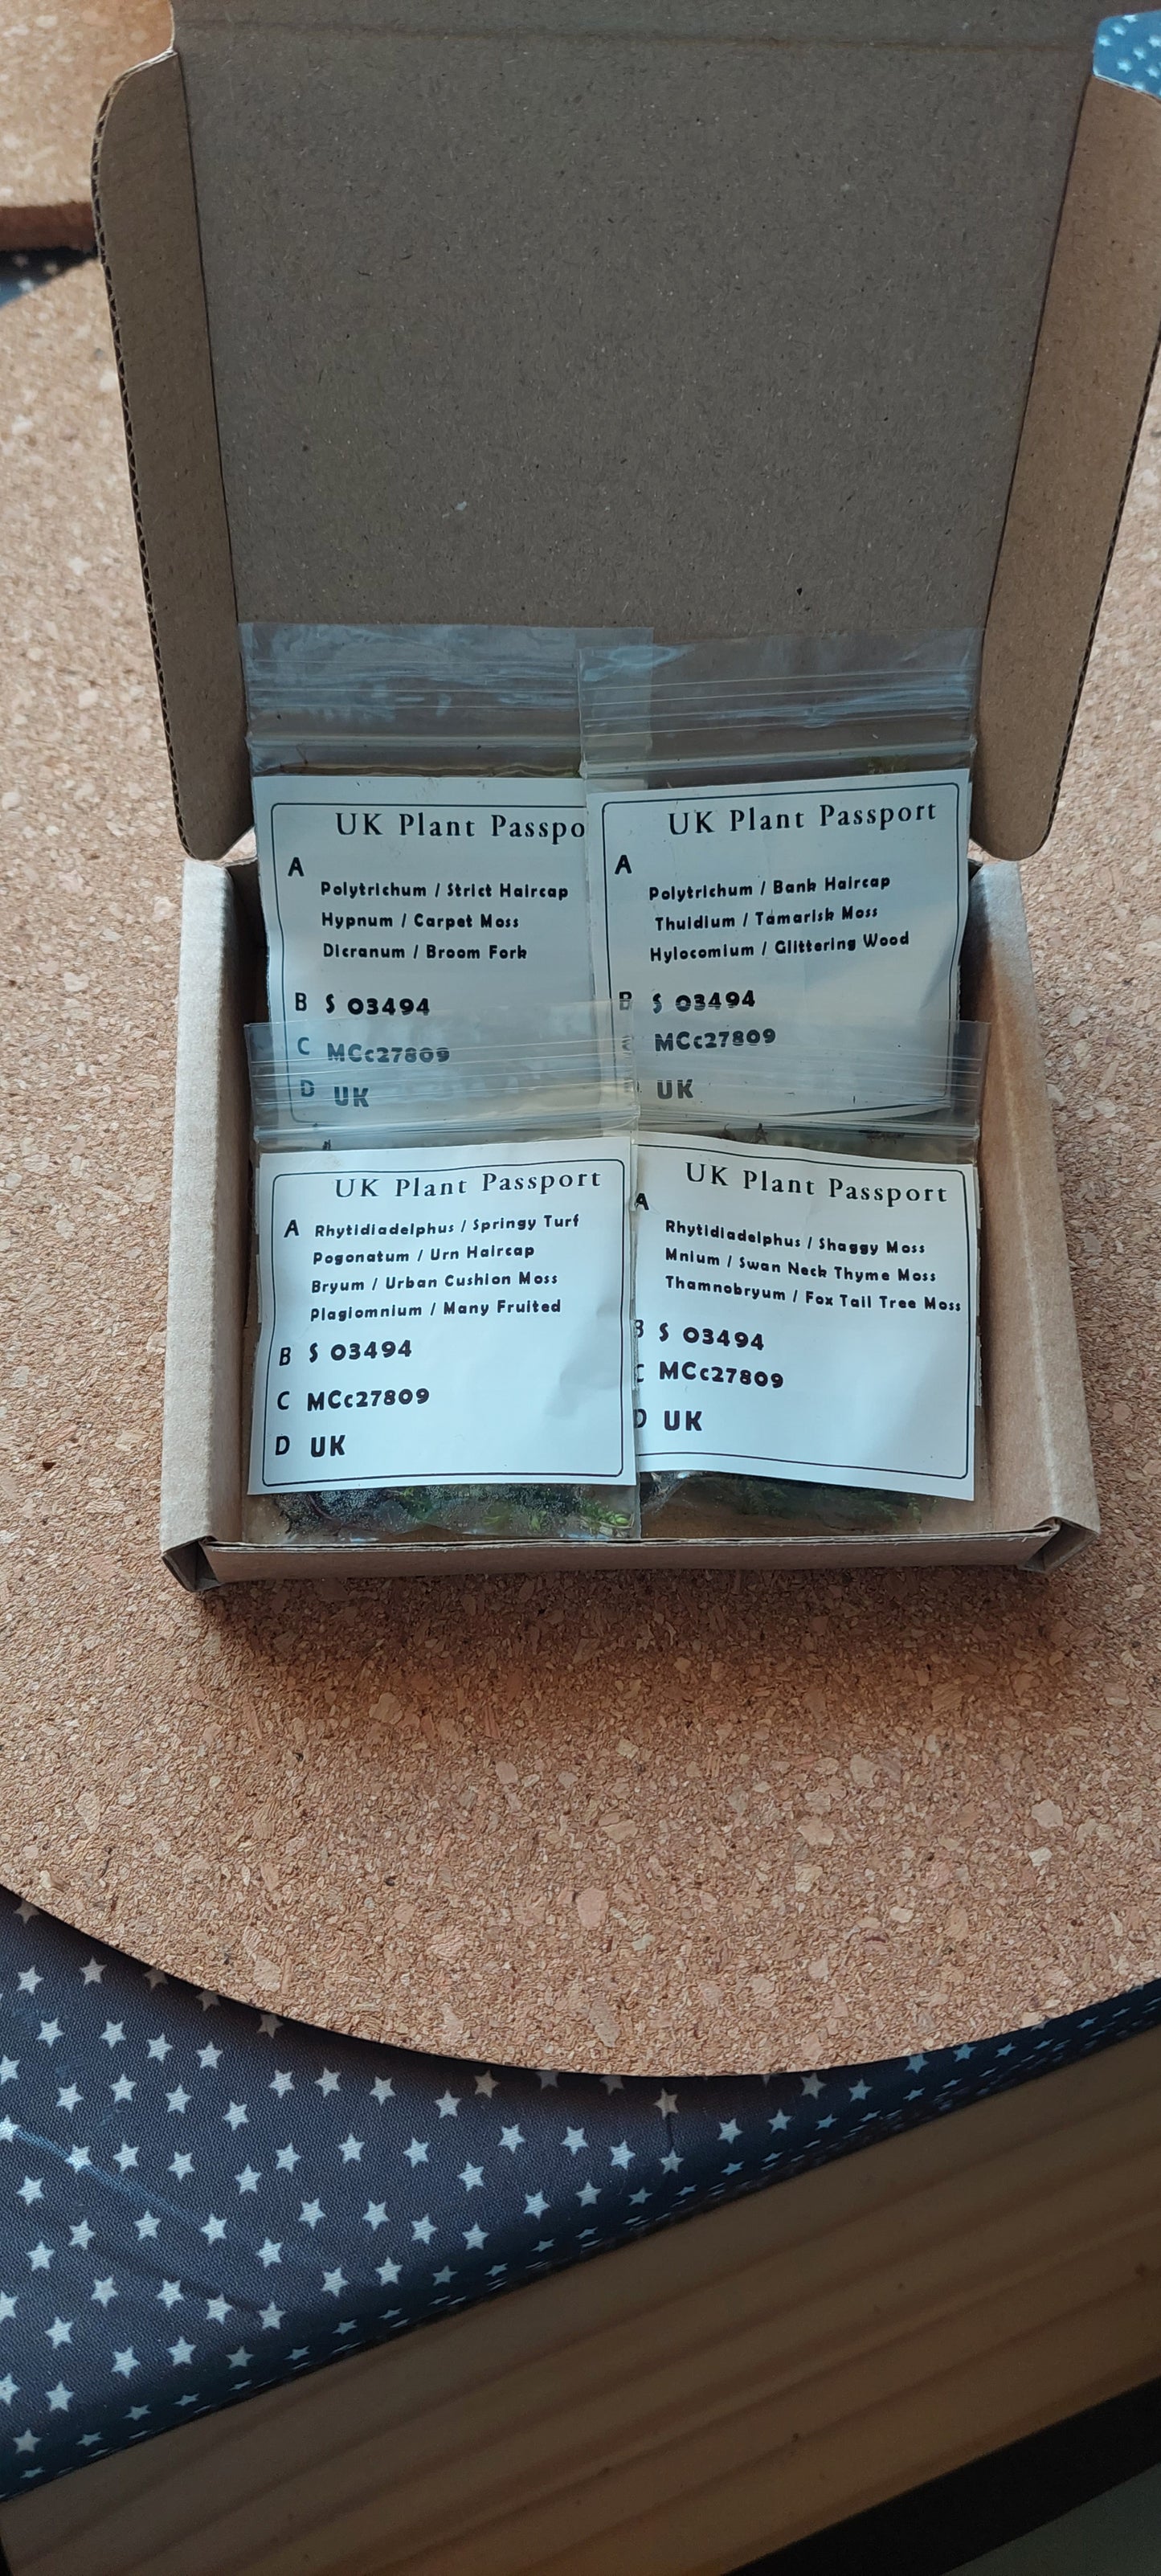 UK Plant Passpo
A
Polytrichum / Strict Haircap
Hypnum / Carpet Moss
Dicranum / Broom Fork
B S 03494
C MCc27809
D UK
UK Plant Passport
A
Polytrichum / Bank Haircap
Thuidium / Tamarisk Moss
Hylocomium / Glittering Wood
B S 03494
MCc27809
UK
UK Plant Passport
A Rhytidiadelphus / Springy Turf
Pogonatum / Urn Haircap
Bryum / Urban Cushion Moss
Plagiomnium / Many Fruited
B S 03494
C MCc27809
D UK
UK Plant Passport
A
Rhytidiadelphus / Shaggy Moss
Mnium / Swan Neck Thyme Moss
Thamnobryum / Fox Tail Tree Moss
B S 03494
C MCc27809
D UK